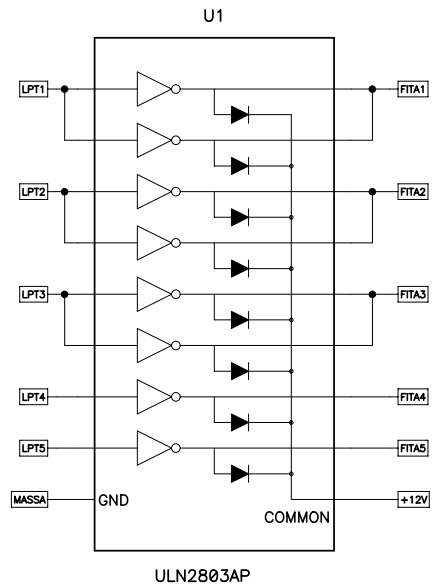 U1
LPT1 FITA1
LPT2 FITA2
LPT3 FITA3
LPT4 FITA4
LPT5 FITA5
MASSA GND +12V
COMMON
ULN2803AP